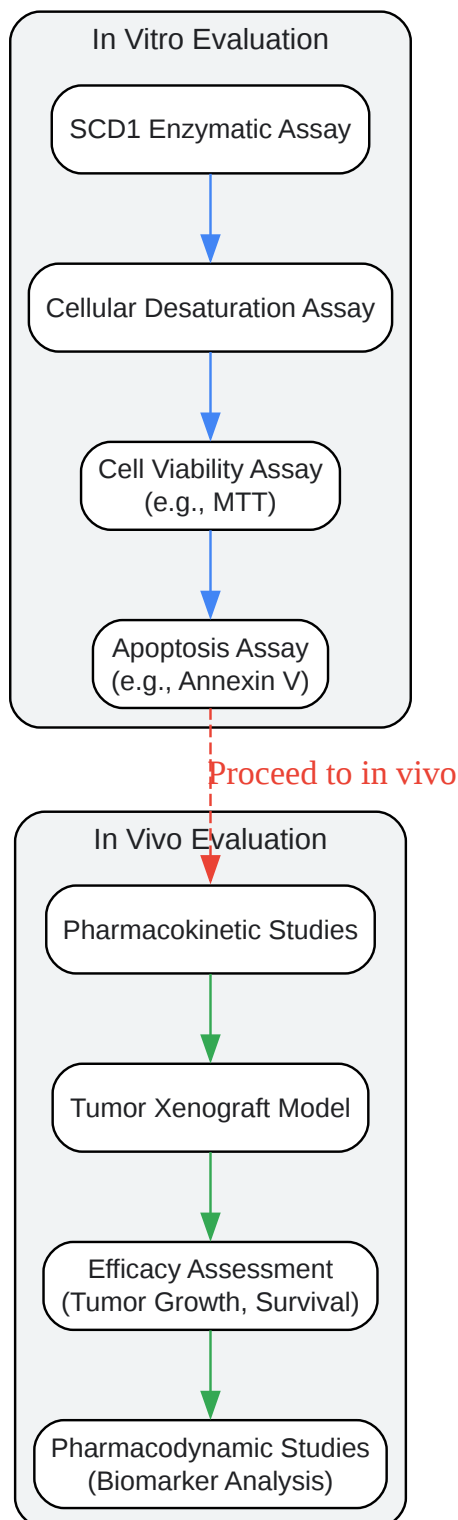 In Vitro Evaluation
SCD1 Enzymatic Assay
Cellular Desaturation Assay
Cell Viability Assay
(e.g., MTT)
Apoptosis Assay
(e.g., Annexin V)
Proceed to in vivo
In Vivo Evaluation
Pharmacokinetic Studies
Tumor Xenograft Model
Efficacy Assessment
(Tumor Growth, Survival)
Pharmacodynamic Studies
(Biomarker Analysis)